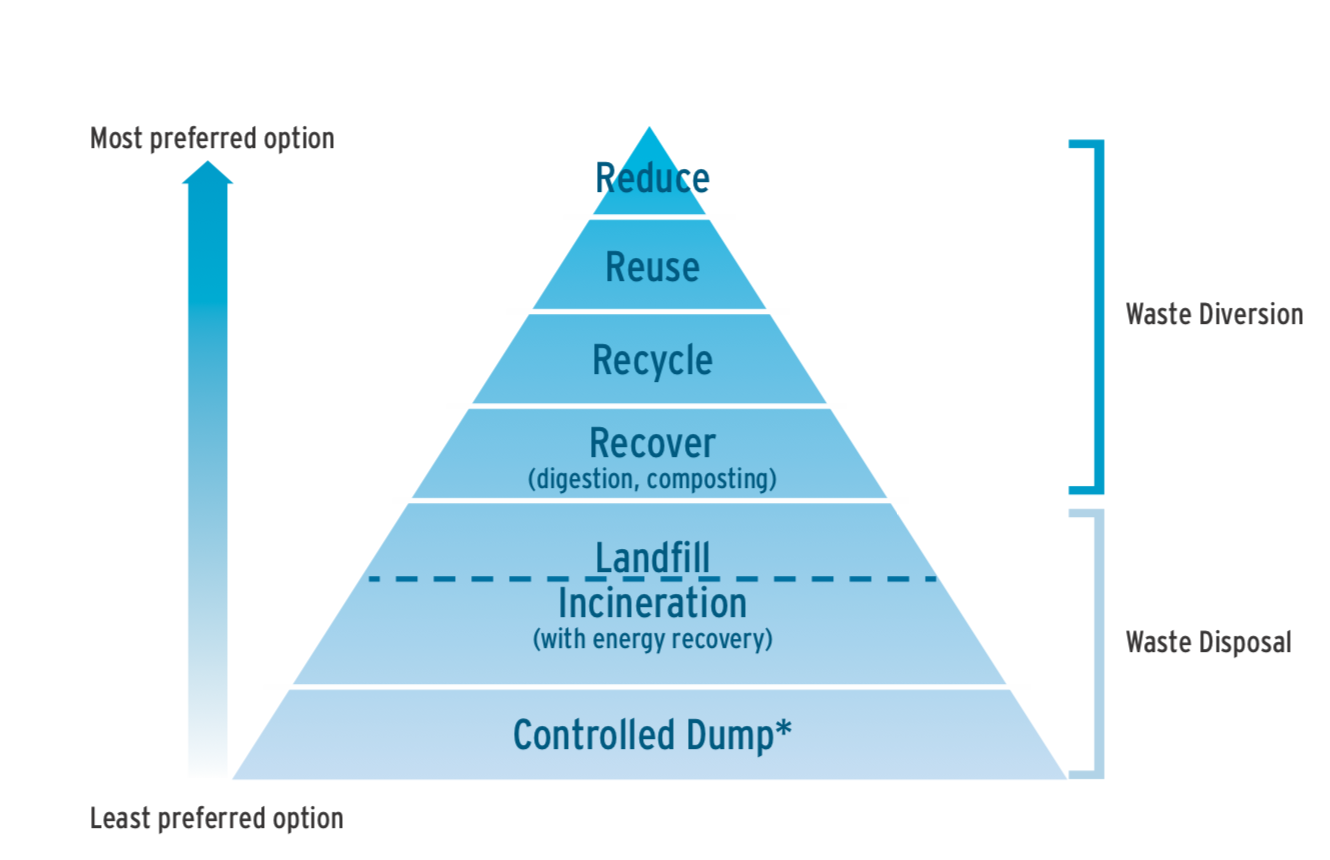 Most preferred option
Reduce
Reuse
Recycle
Recover
(digestion, composting)
Landfill
Incineration
(with energy recovery)
Controlled Dump*
Least preferred option
Waste Diversion
Waste Disposal